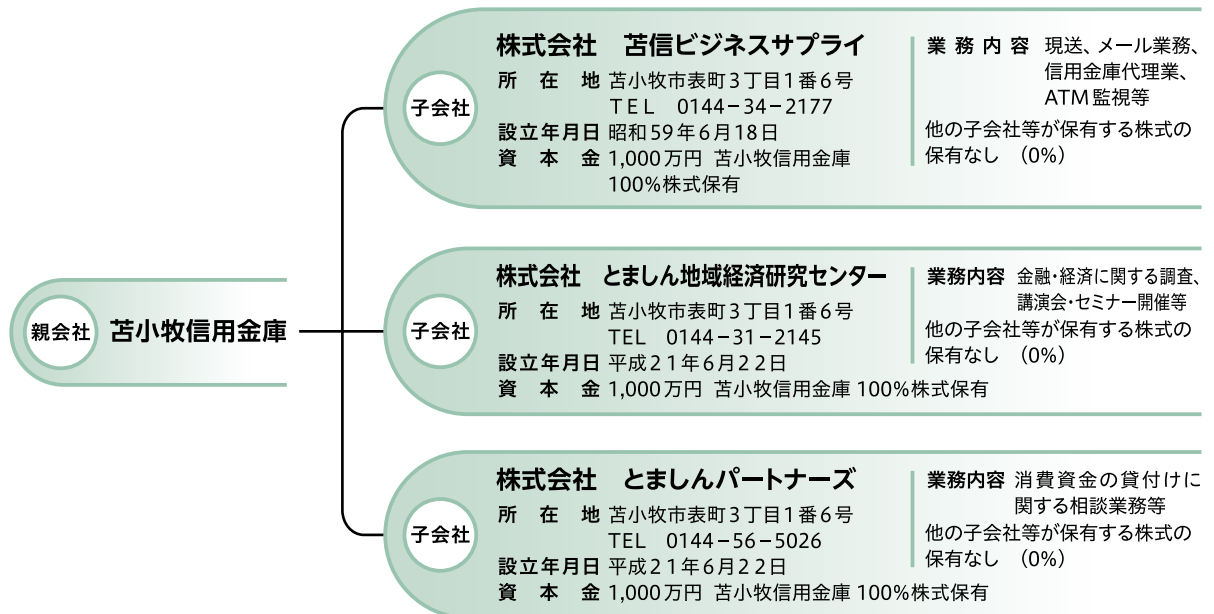 親会社 苫小牧信用金庫
子会社
株式会社 苫信ビジネスサプライ
所在地 苫小牧市表町3丁目1番6号
TEL 0144-34-2177
設立年月日 昭和59年6月18日
資本金 1,000万円 苫小牧信用金庫
100%株式保有
業務内容 現送、メール業務、
信用金庫代理業、
ATM監視等
他の子会社等が保有する株式の
保有なし (0%)
子会社
株式会社 とましん地域経済研究センター
所在地 苫小牧市表町3丁目1番6号
TEL 0144-31-2145
設立年月日 平成21年6月22日
資本金 1,000万円 苫小牧信用金庫 100%株式保有
業務内容 金融・経済に関する調査、
講演会・セミナー開催等
他の子会社等が保有する株式の
保有なし (0%)
子会社
株式会社 とましんパートナーズ
所在地 苫小牧市表町3丁目1番6号
TEL 0144-56-5026
設立年月日 平成21年6月22日
資本金 1,000万円 苫小牧信用金庫 100%株式保有
業務内容 消費資金の貸付けに
関する相談業務等
他の子会社等が保有する株式の
保有なし (0%)